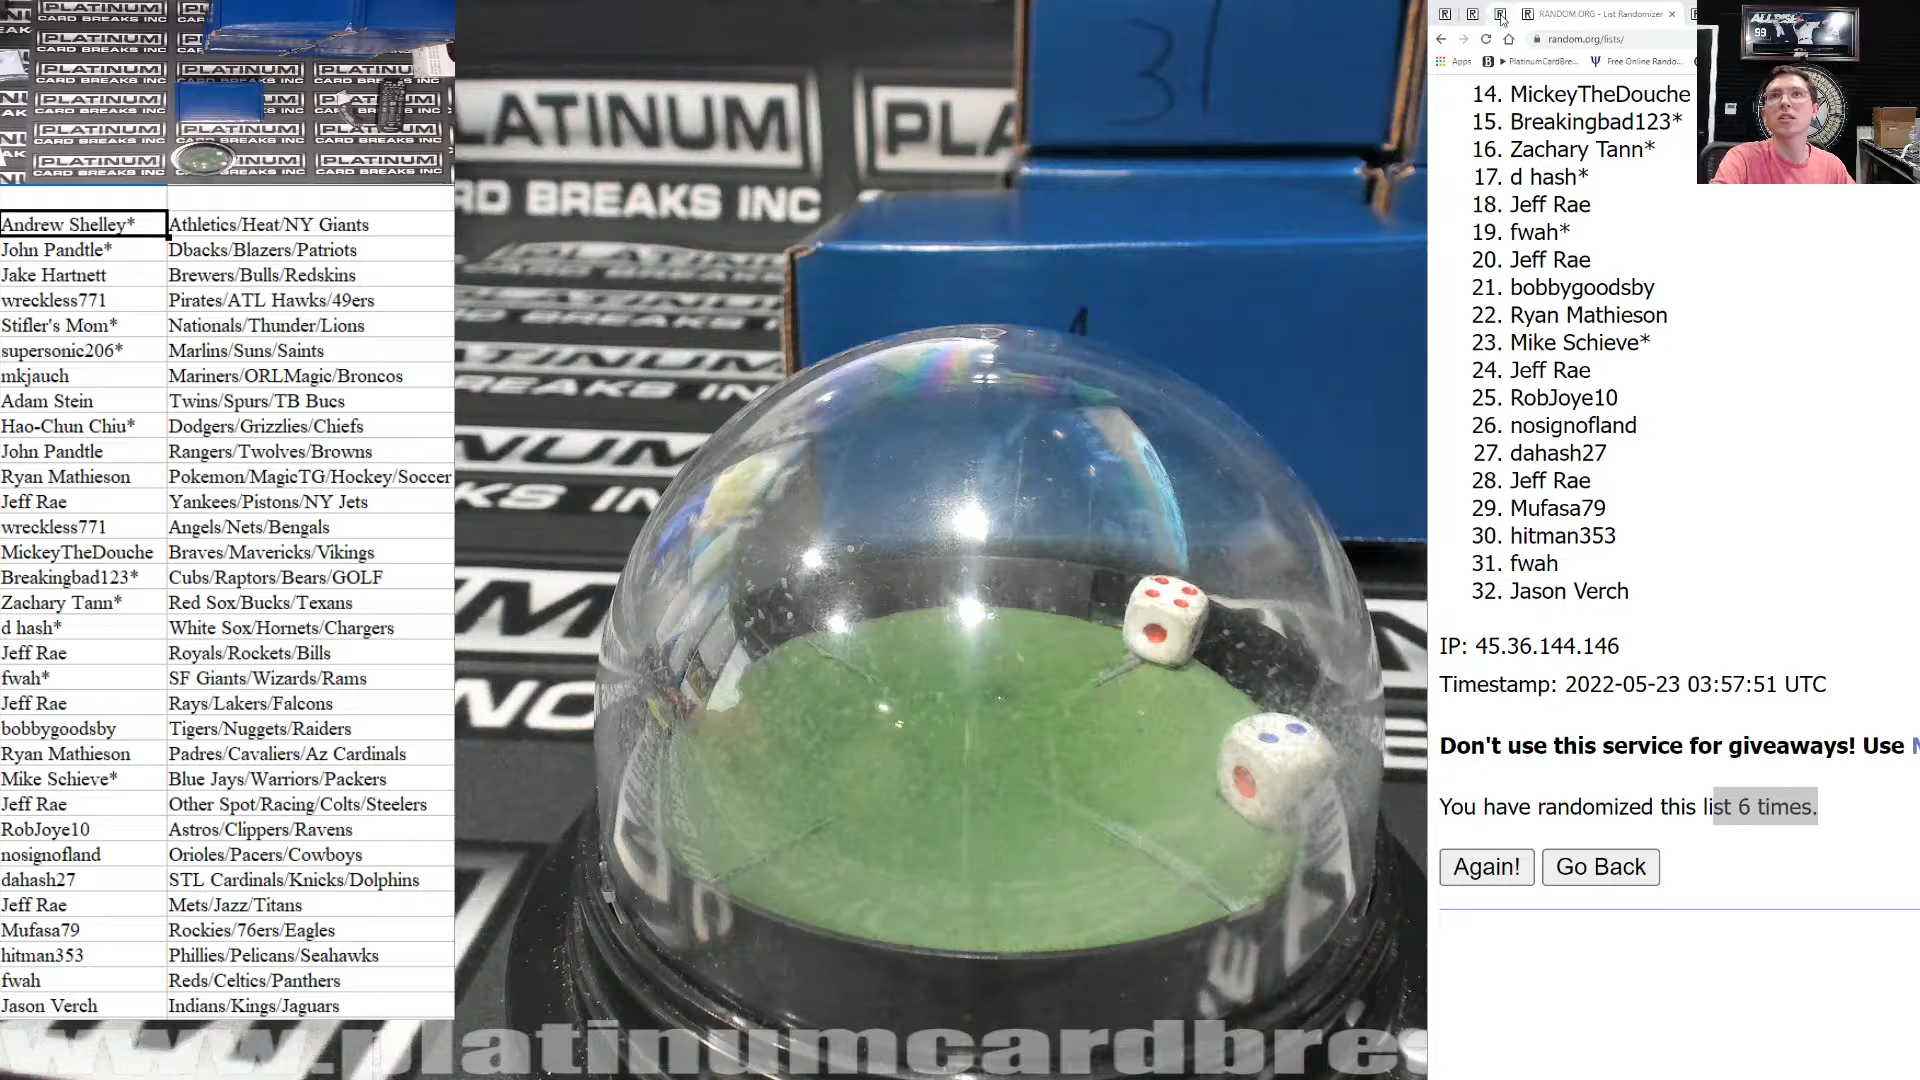 PLATINUM
CARD BREAKS INC
31
PLATINUM
CARD BREAKS INC
Andrew Shelley* Athletics/Heat/NY Giants
John Pandtle* Dbacks/Blazers/Patriots
Jake Hartnett Brewers/Bulls/Redskins
wreckless771 Pirates/ATL Hawks/49ers
Stifler's Mom* Nationals/Thunder/Lions
supersonic206* Marlins/Suns/Saints
mkjauch Mariners/ORLMagic/Broncos
Adam Stein Twins/Spurs/TB Bucs
Hao-Chun Chiu* Dodgers/Grizzlies/Chiefs
John Pandtle Rangers/Twolves/Browns
Ryan Mathieson Pokemon/MagicTG/Hockey/Soccer
Jeff Rae Yankees/Pistons/NY Jets
wreckless771 Angels/Nets/Bengals
MickeyTheDouche Braves/Mavericks/Vikings
Breakingbad123* Cubs/Raptors/Bears/GOLF
Zachary Tann* Red Sox/Bucks/Texans
d hash* White Sox/Hornets/Chargers
Jeff Rae Royals/Rockets/Bills
fwah* SF Giants/Wizards/Rams
Jeff Rae Rays/Lakers/Falcons
bobbygoodsby Tigers/Nuggets/Raiders
Ryan Mathieson Padres/Cavaliers/Az Cardinals
Mike Schieve* Blue Jays/Warriors/Packers
Jeff Rae Other Spot/Racing/Colts/Steelers
RobJoye10 Astros/Clippers/Ravens
nosignofland Orioles/Pacers/Cowboys
dahash27 STL Cardinals/Knicks/Dolphins
Jeff Rae Mets/Jazz/Titans
Mufasa79 Rockies/76ers/Eagles
hitman353 Phillies/Pelicans/Seahawks
fwah Reds/Celtics/Panthers
Jason Verch Indians/Kings/Jaguars
www.platinumcardbre
RANDOM.ORG - List Randomizer
random.org/lists/
Apps PlatinumCardBre... Free Online Rando...
14. MickeyTheDouche
15. Breakingbad123*
16. Zachary Tann*
17. d hash*
18. Jeff Rae
19. fwah*
20. Jeff Rae
21. bobbygoodsby
22. Ryan Mathieson
23. Mike Schieve*
24. Jeff Rae
25. RobJoye10
26. nosignofland
27. dahash27
28. Jeff Rae
29. Mufasa79
30. hitman353
31. fwah
32. Jason Verch
IP: 45.36.144.146
Timestamp: 2022-05-23 03:57:51 UTC
Don't use this service for giveaways! Use
You have randomized this list 6 times.
Again! Go Back
99